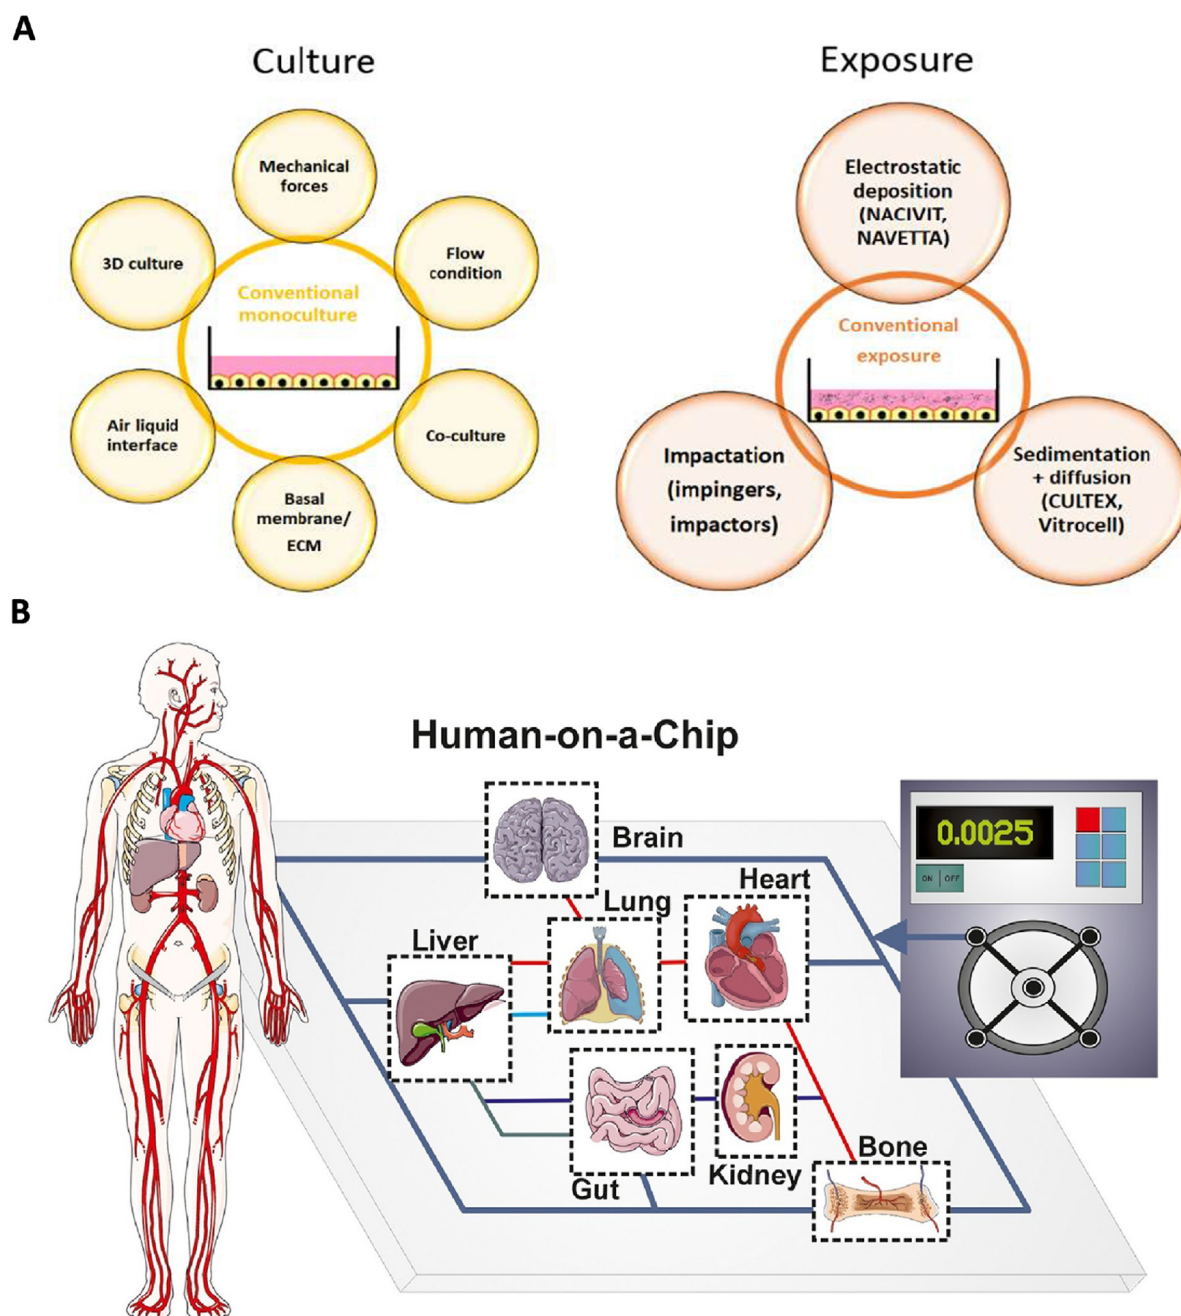 A
Culture
Exposure
Mechanical
forces
3D culture
Flow
condition
Conventional
monoculture
Air liquid
interface
Co-culture
Basal
membrane/
ECM
Electrostatic
deposition
(NACIVIT,
NAVETTA)
Conventional
exposure
Impactation
(impingers,
impactors)
Sedimentation
+ diffusion
(CULTEX,
Vitrocell)
B
Human-on-a-Chip
0.0025
ON OFF
Brain
Lung
Heart
Liver
Gut
Kidney
Bone